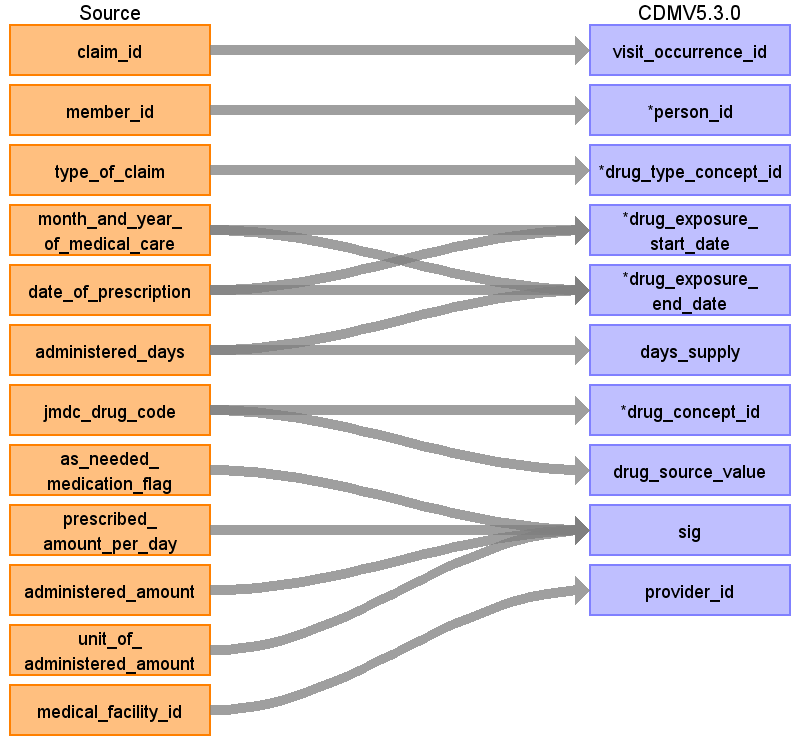 Source
CDMV5.3.0
claim_id
visit_occurrence_id
member_id
*person_id
type_of_claim
*drug_type_concept_id
month_and_year_
of_medical_care
*drug_exposure_
start_date
date_of_prescription
*drug_exposure_
end_date
administered_days
days_supply
jmdc_drug_code
*drug_concept_id
as_needed_
medication_flag
drug_source_value
prescribed_
amount_per_day
sig
administered_amount
provider_id
unit_of_
administered_amount
medical_facility_id